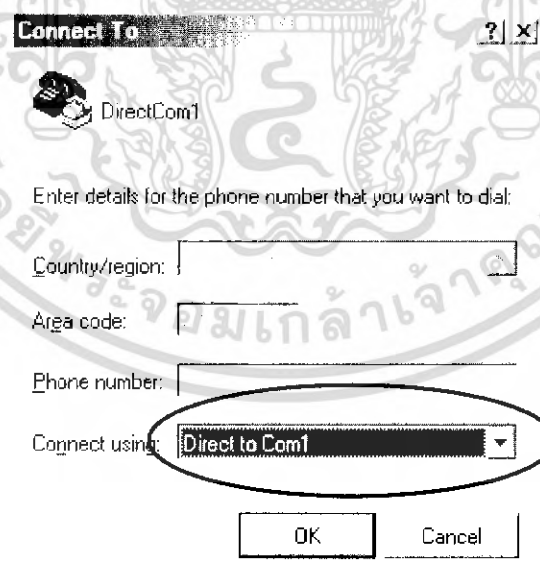 Connect To
DirectCom1
Enter details for the phone number that you want to dial:
Country/region:
Area code:
Phone number:
Connect using: Direct to Com1
OK Cancel